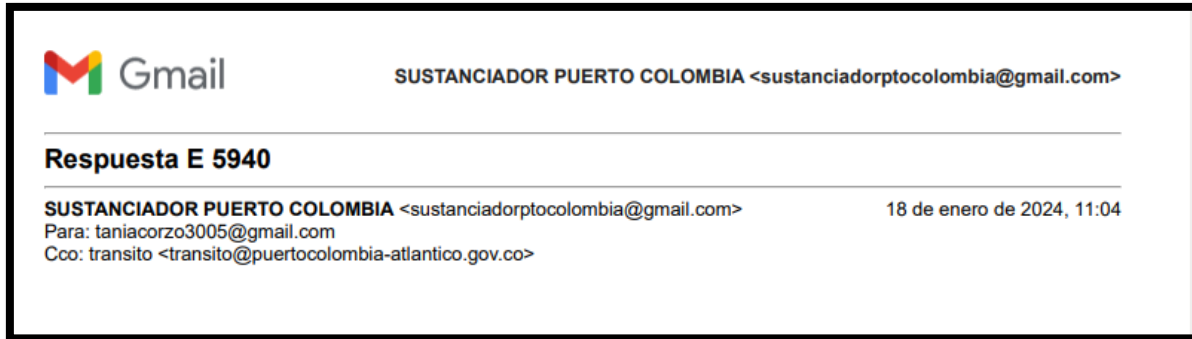 Gmail
SUSTANCIADOR PUERTO COLOMBIA <sustanciadorptocolombia@gmail.com>
Respuesta E 5940
SUSTANCIADOR PUERTO COLOMBIA <sustanciadorptocolombia@gmail.com> 18 de enero de 2024, 11:04
Para: taniacorzo3005@gmail.com
Cco: transito <transito@puertocolombia-atlantico.gov.co>